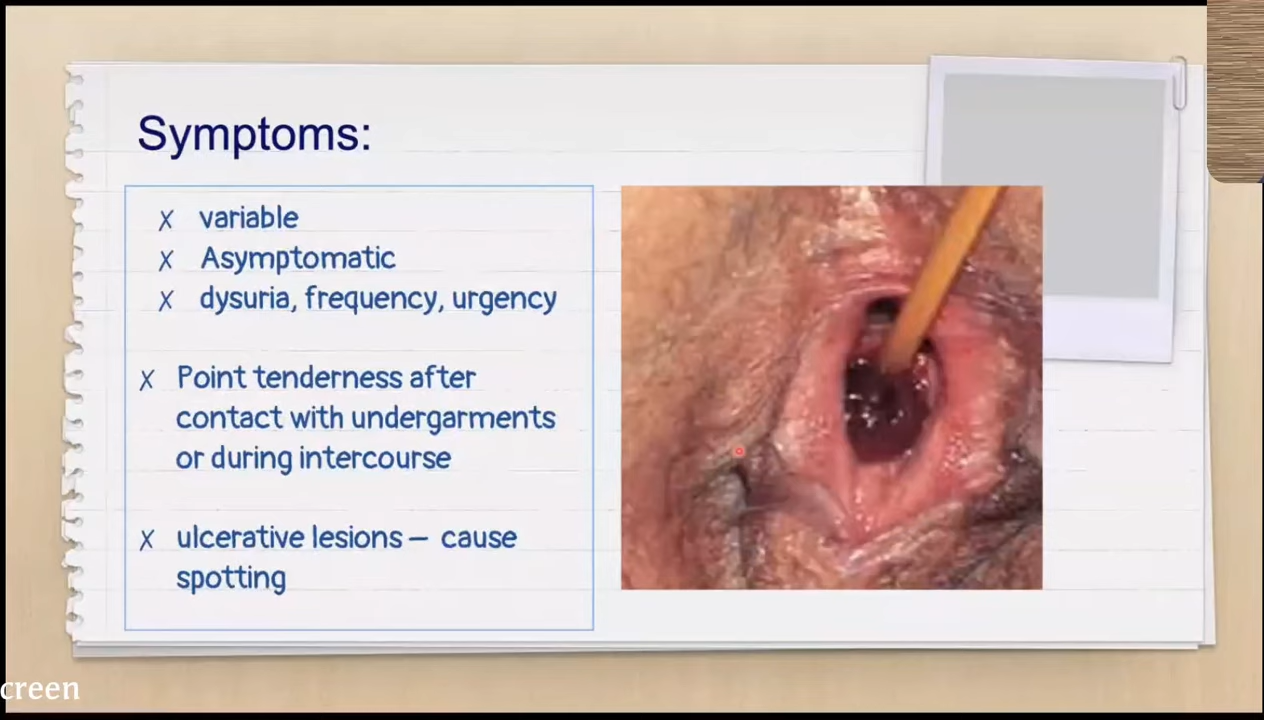 Symptoms:
x variable
x Asymptomatic
x dysuria, frequency, urgency
x Point tenderness after
contact with undergarments
or during intercourse
x ulcerative lesions – cause
spotting
creen